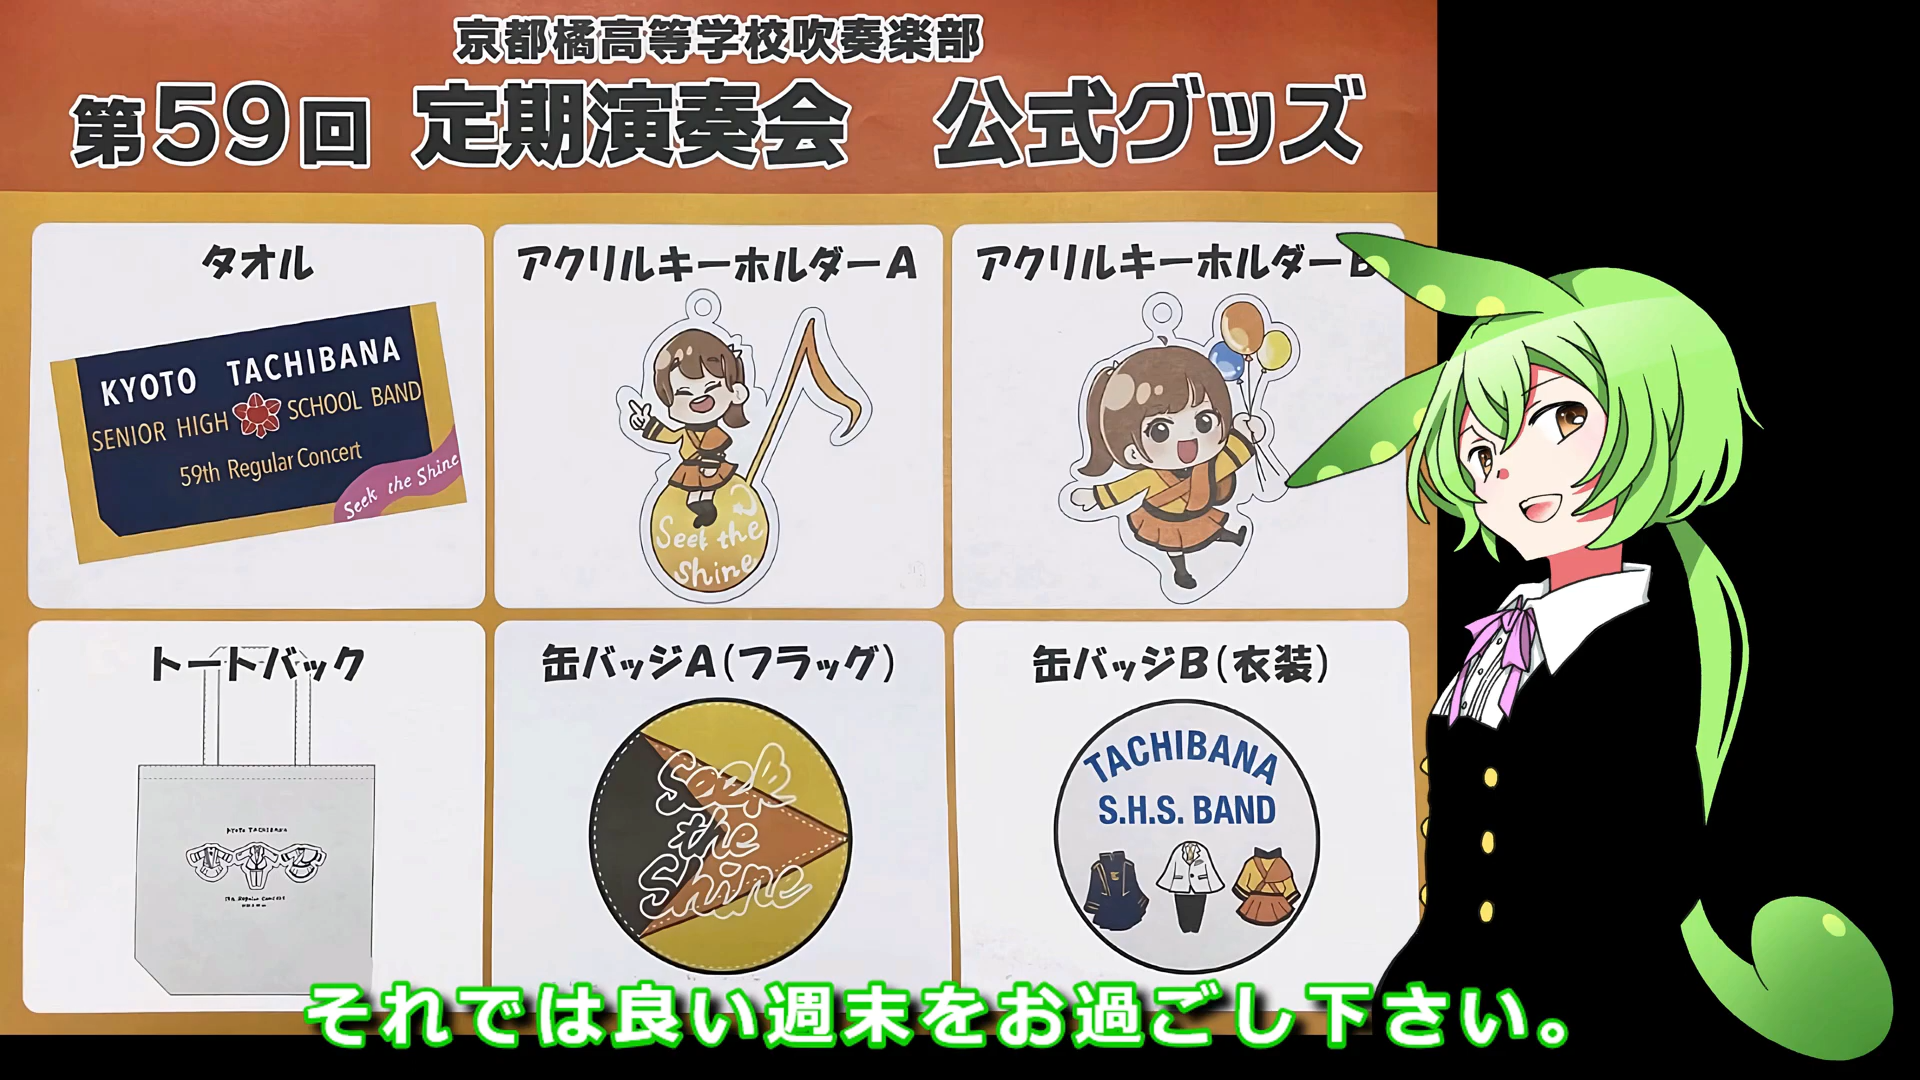 京都橘高等学校吹奏楽部
第59回 定期演奏会 公式グッズ
タオル
KYOTO TACHIBANA
SENIOR HIGH SCHOOL BAND
59th Regular Concert
Seek the Shine
アクリルキーホルダーA
Seek the
Shine
アクリルキーホルダーB
トートバック
KYOTO TACHIBANA
缶バッジA(フラッグ)
Seek
the
Shine
缶バッジB(衣装)
TACHIBANA
S.H.S. BAND
それでは良い週末をお過ごし下さい。